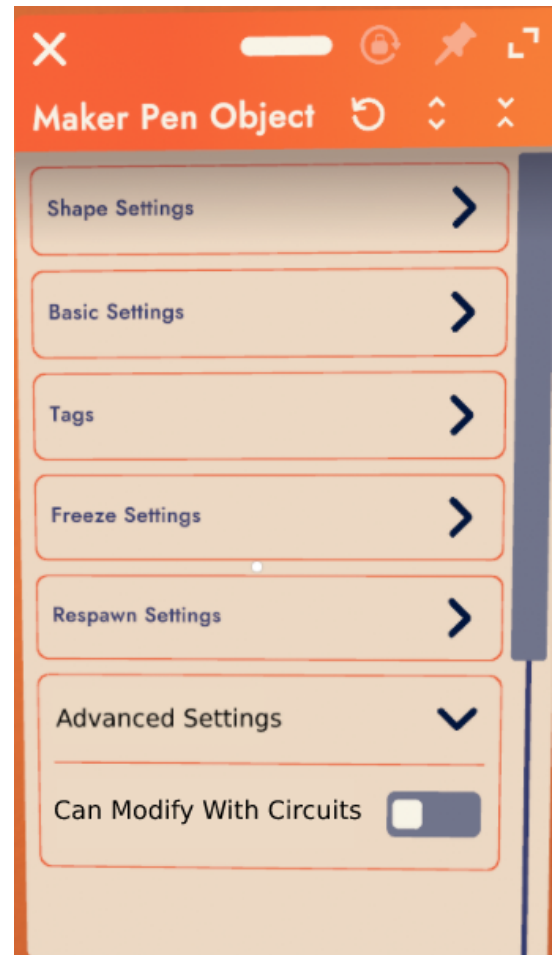 Maker Pen Object
Shape Settings
Basic Settings
Tags
Freeze Settings
Respawn Settings
Advanced Settings
Can Modify With Circuits